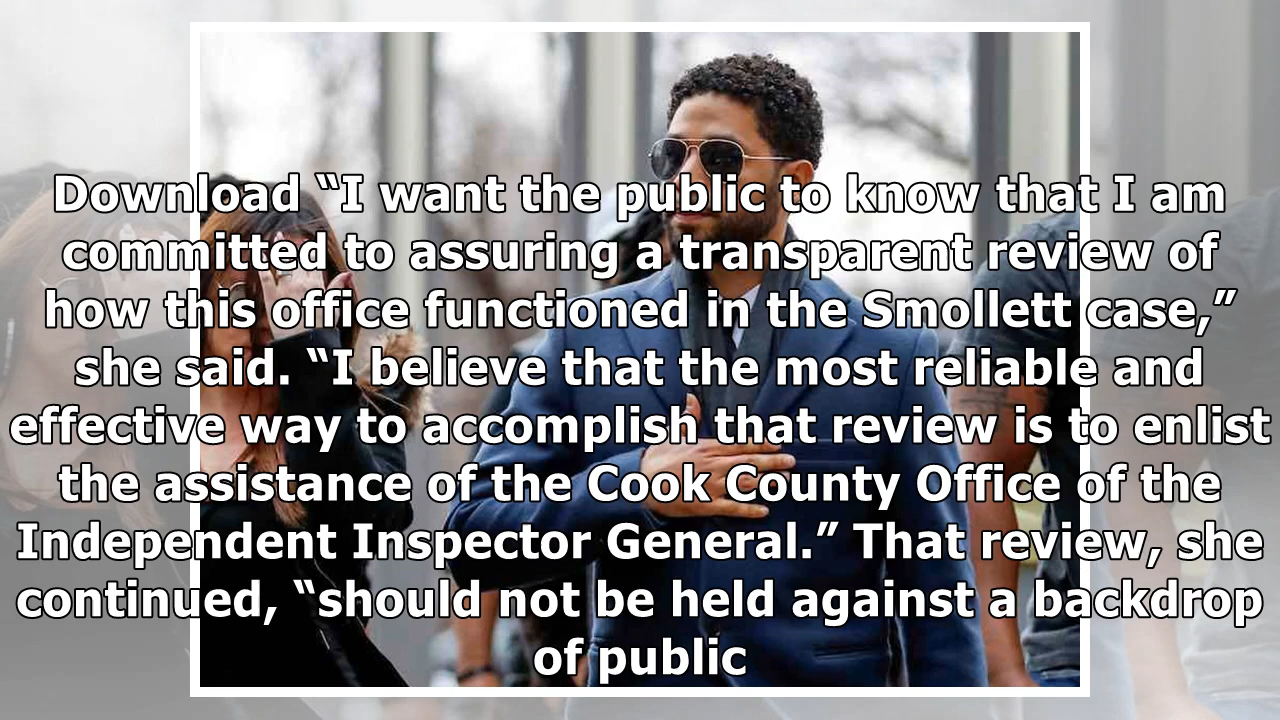 Download “I want the public to know that I am
committed to assuring a transparent review of
how this office functioned in the Smollett case,”
she said. “I believe that the most reliable and
effective way to accomplish that review is to enlist
the assistance of the Cook County Office of the
Independent Inspector General.” That review, she
continued, “should not be held against a backdrop
of public